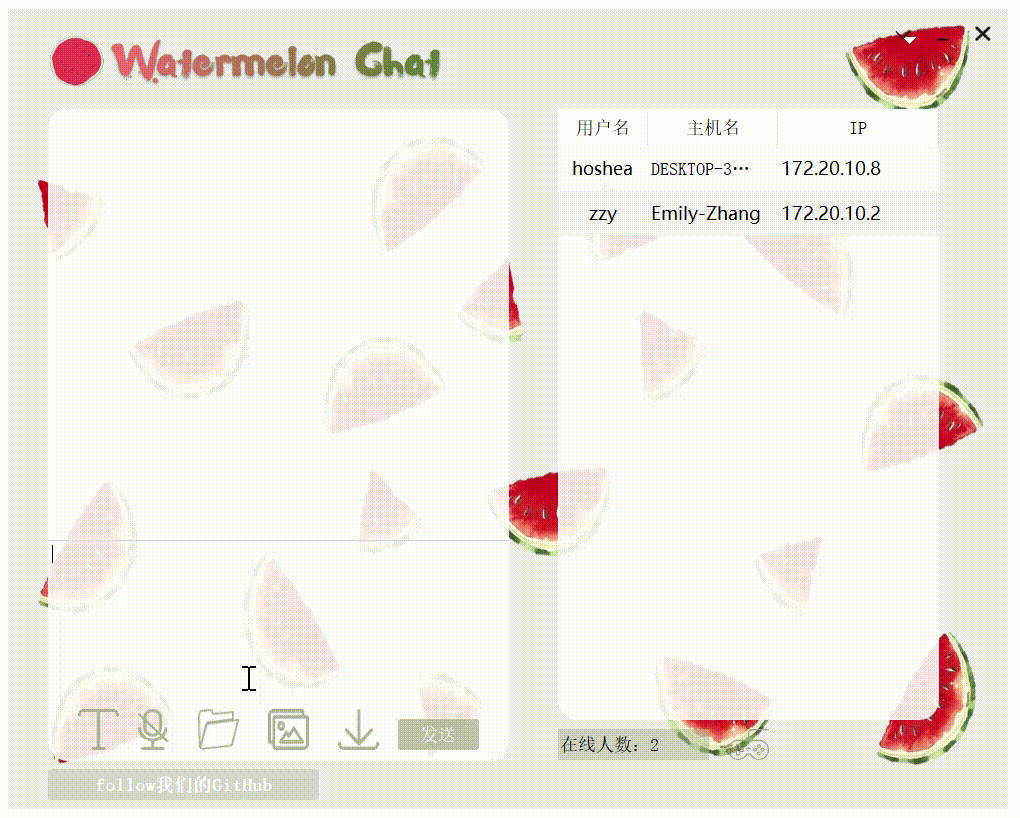 Watermelon Chat
用户名 主机名 IP
hoshea DESKTOP-3⋯ 172.20.10.8
zzy Emily-Zhang 172.20.10.2
发送
在线人数: 2
follow我们的GitHub